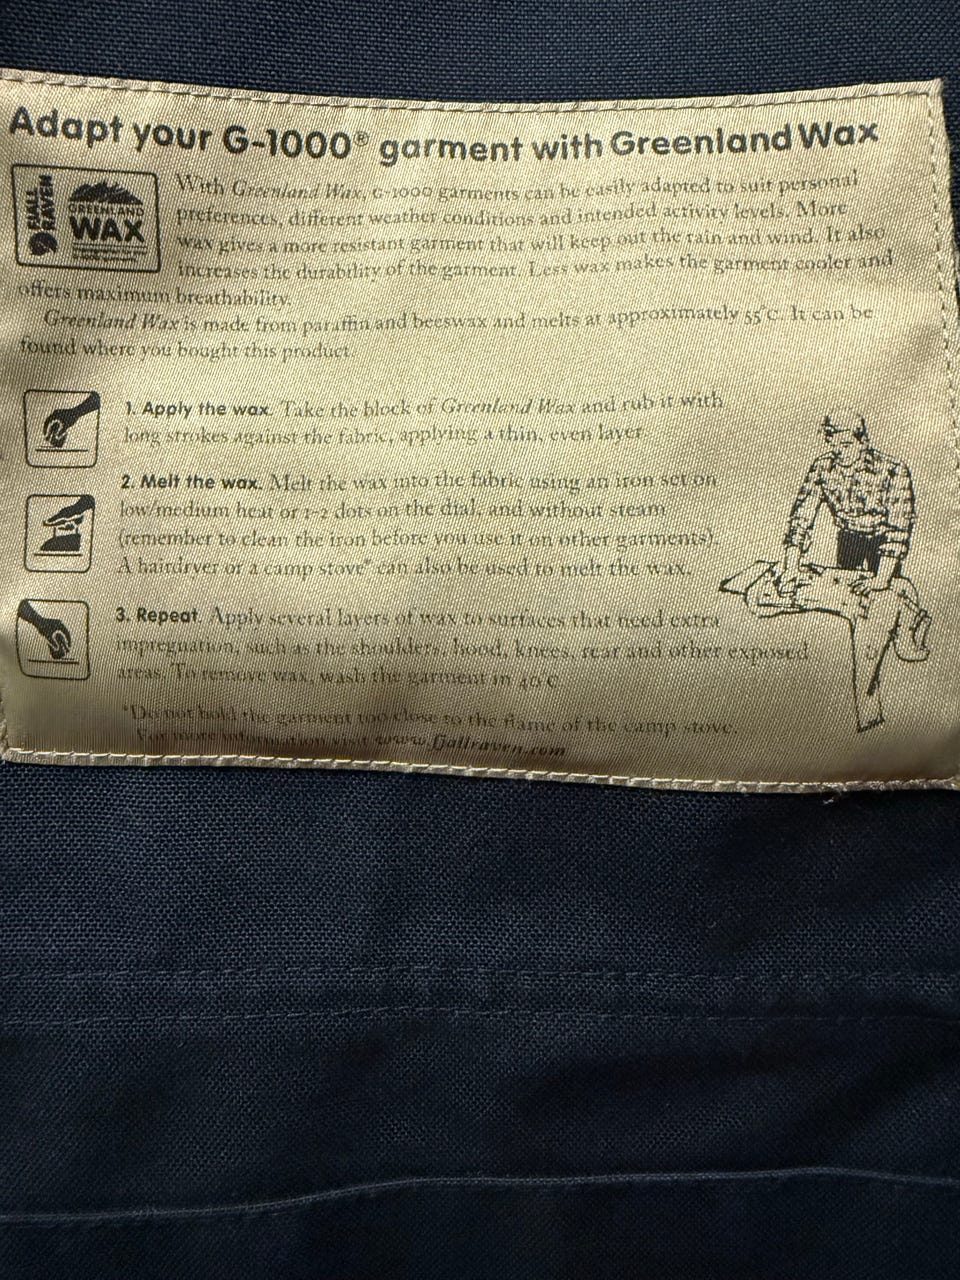 Adapt your G-1000® garment with Greenland Wax
FJÄLL
RÄVEN
GREENLAND
WAX
With Greenland Wax, G-1000 garments can be easily adapted to suit personal
preferences, different weather conditions and intended activity levels. More
wax gives a more resistant garment that will keep out the rain and wind. It also
increases the durability of the garment. Less wax makes the garment cooler and
offers maximum breathability.
Greenland Wax is made from paraffin and beeswax and melts at approximately 55°C. It can be
found where you bought this product.
1. Apply the wax. Take the block of Greenland Wax and rub it with
long strokes against the fabric, applying a thin, even layer.
2. Melt the wax. Melt the wax into the fabric using an iron set on
low/medium heat or 1-2 dots on the dial, and without steam
(remember to clean the iron before you use it on other garments).
A hairdryer or a camp stove* can also be used to melt the wax.
3. Repeat. Apply several layers of wax to surfaces that need extra
impregnation, such as the shoulders, hood, knees, rear and other exposed
areas. To remove wax, wash the garment in 40°C
*Do not hold the garment too close to the flame of the camp stove.
For more information visit www.fjallraven.com